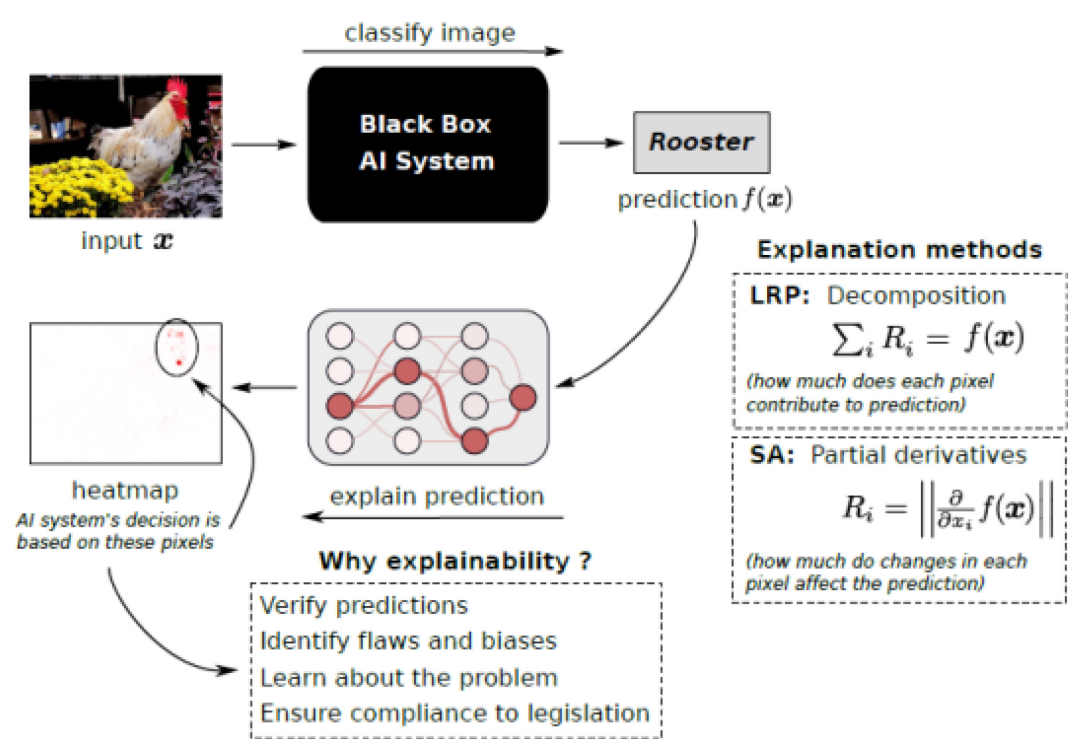 classify image
Black Box
AI System
Rooster
input x
prediction f(x)
Explanation methods
LRP: Decomposition
∑ᵢ Rᵢ = f(x)
(how much does each pixel
contribute to prediction)
SA: Partial derivatives
Rᵢ = ||∂/∂xᵢ f(x)||
(how much do changes in each
pixel affect the prediction)
heatmap
AI system's decision is
based on these pixels
explain prediction
Why explainability ?
Verify predictions
Identify flaws and biases
Learn about the problem
Ensure compliance to legislation